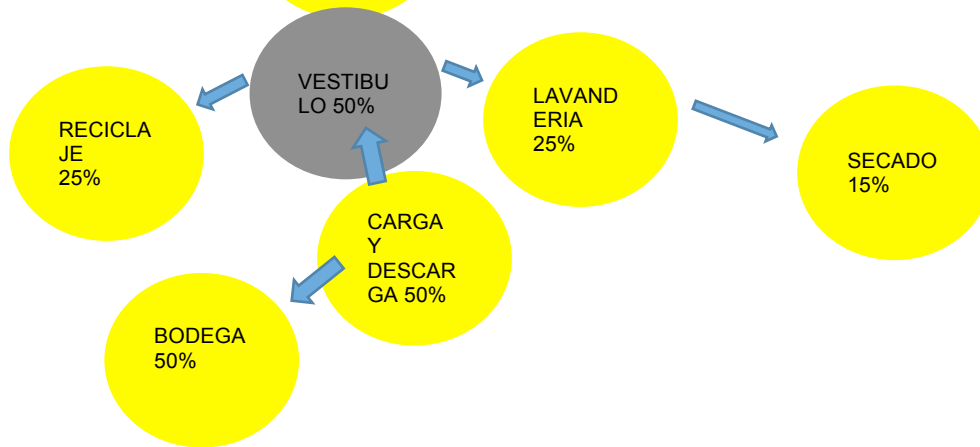 VESTIBU
LO 50%
RECICLA
JE
25%
LAVAND
ERIA
25%
SECADO
15%
CARGA
Y
DESCAR
GA 50%
BODEGA
50%